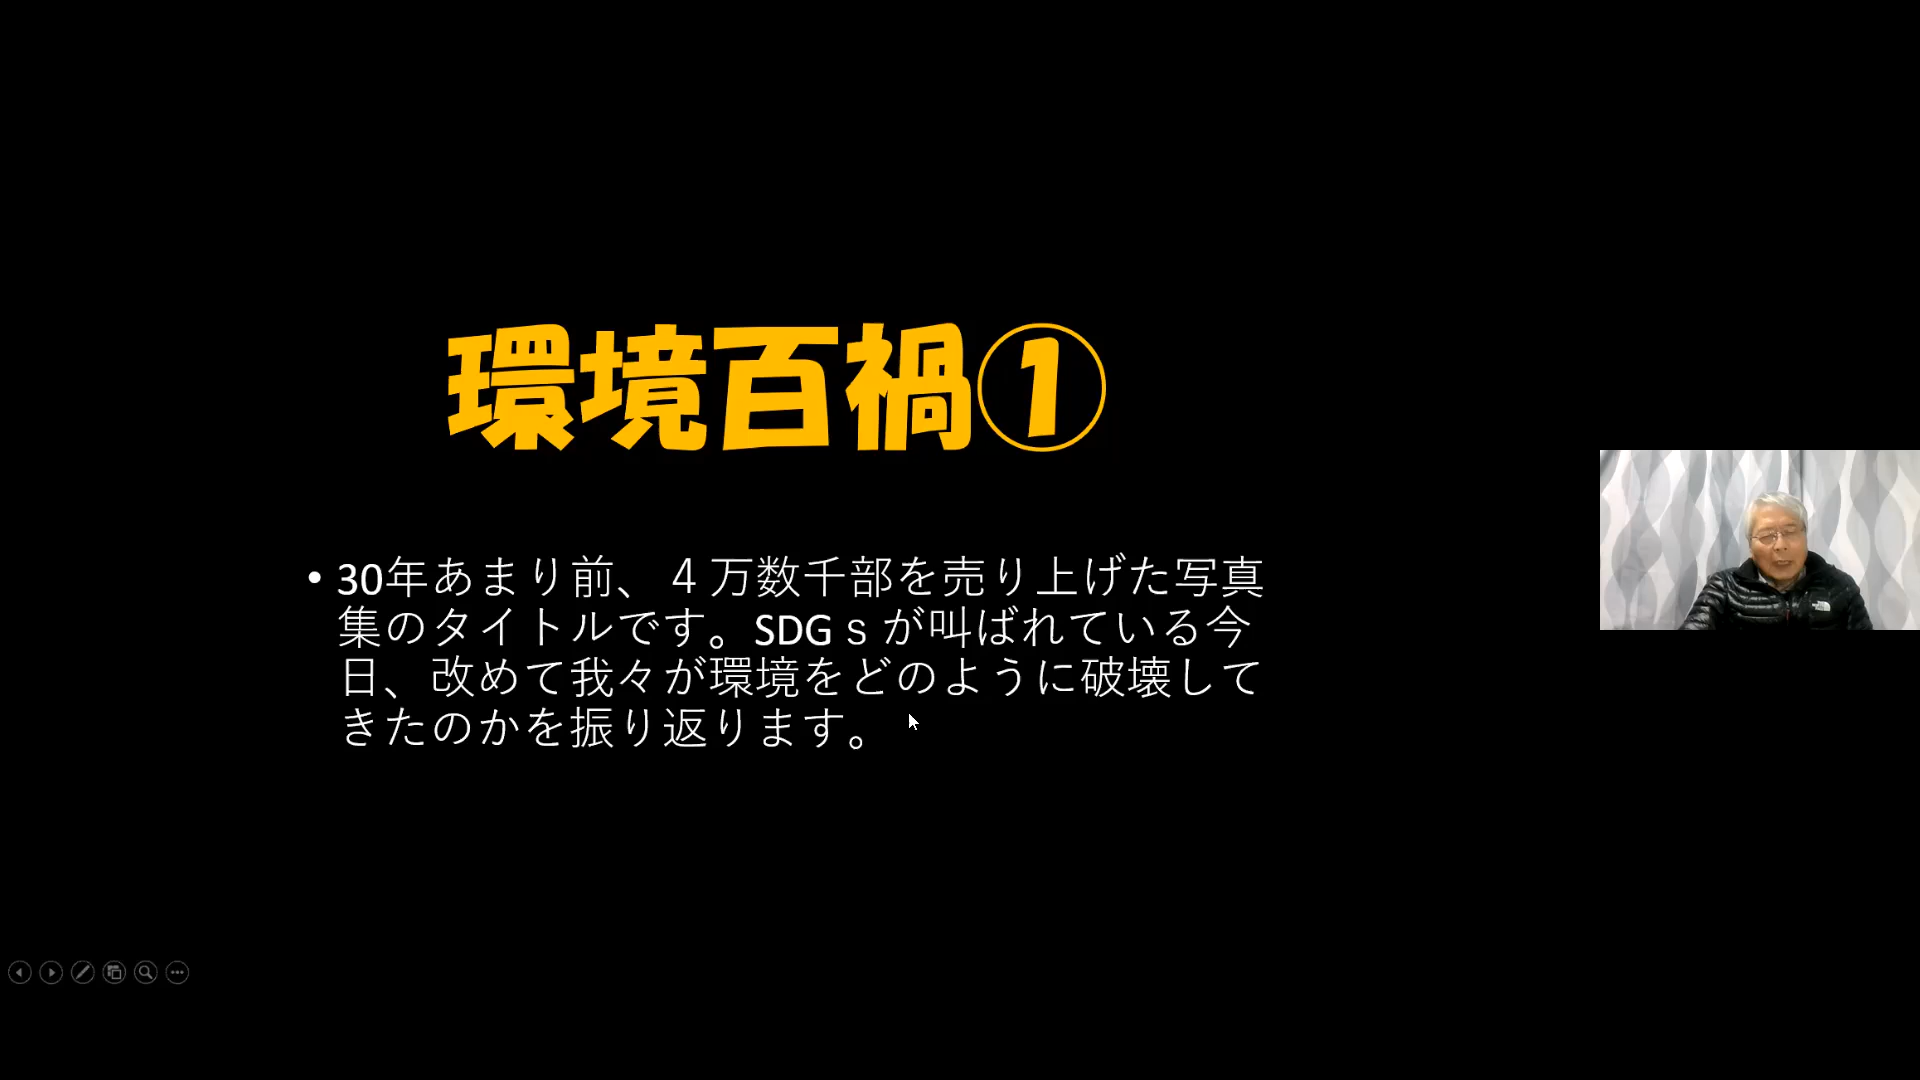 環境百禍①
• 30年あまり前、４万数千部を売り上げた写真
集のタイトルです。SDGｓが叫ばれている今
日、改めて我々が環境をどのように破壊して
きたのかを振り返ります。